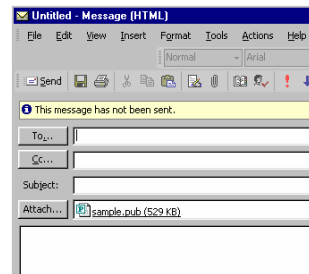 Untitled - Message (HTML)
File Edit View Insert Format Tools Actions Help
Normal Arial
Send
This message has not been sent.
To...
Cc...
Subject:
Attach... sample.pub (529 KB)